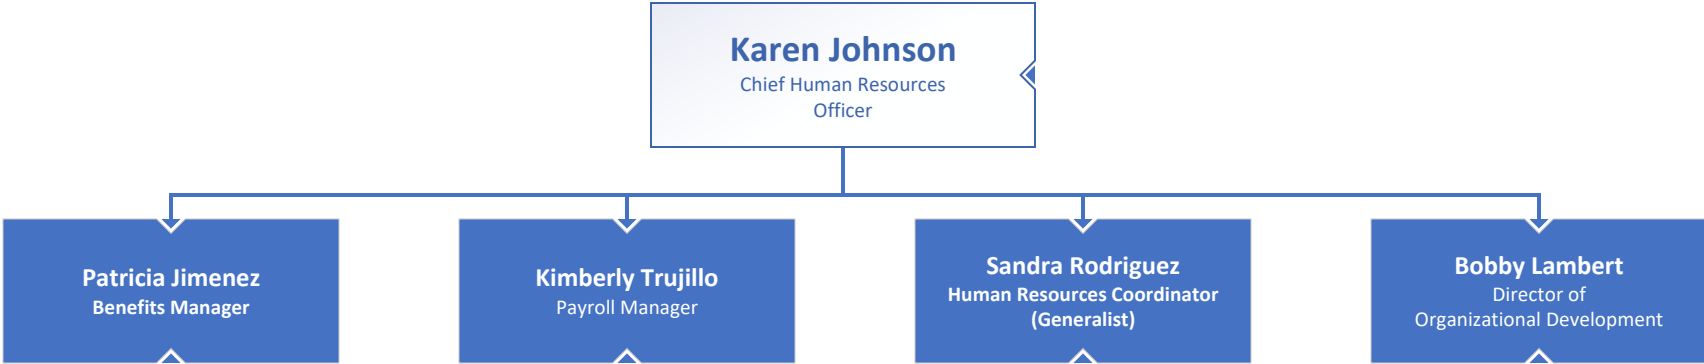 Karen Johnson
Chief Human Resources
Officer
Patricia Jimenez
Benefits Manager
Kimberly Trujillo
Payroll Manager
Sandra Rodriguez
Human Resources Coordinator
(Generalist)
Bobby Lambert
Director of
Organizational Development